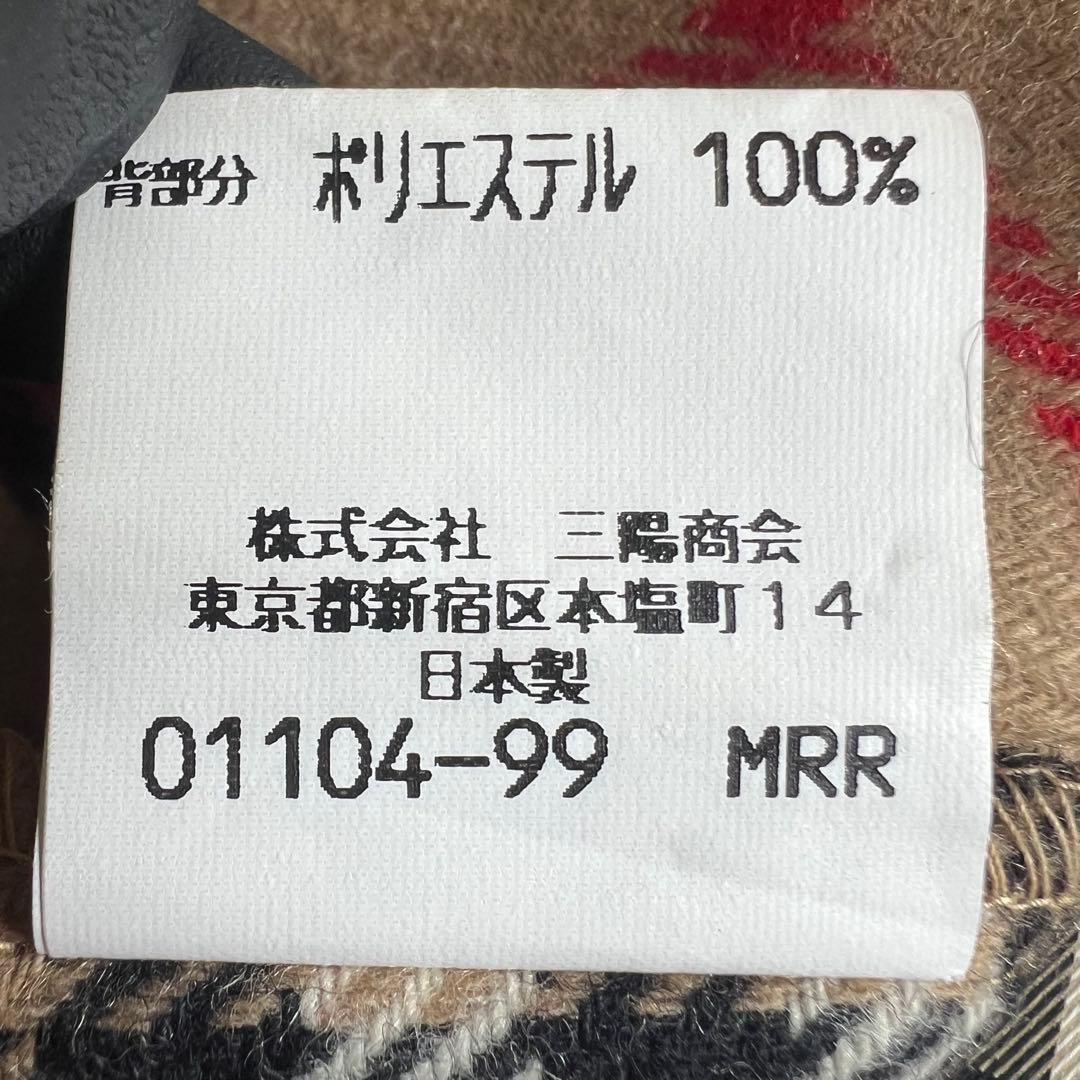 背部分 ポリエステル 100%
株式会社 三陽商会
東京都新宿区本塩町14
日本製
01104-99 MRR